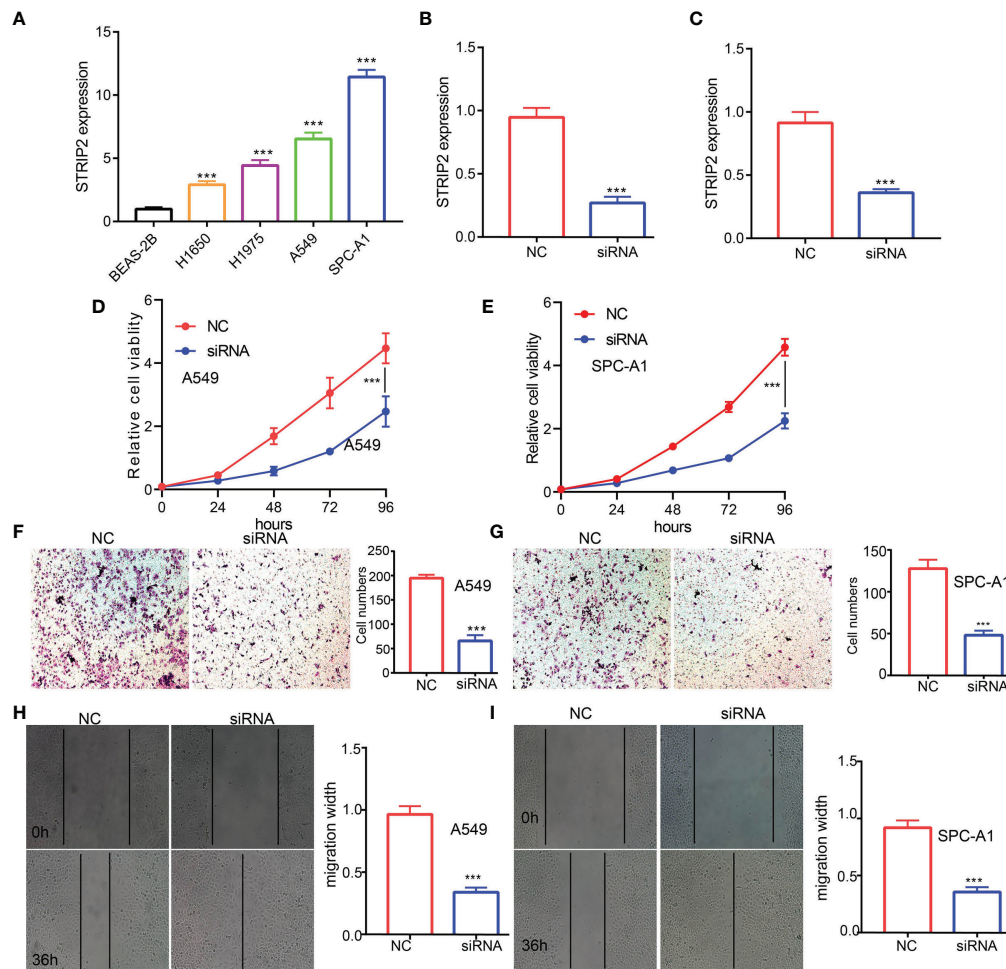 A
STRIP2 expression
15
10
5
0
***
***
***
***
BEAS-2B
H1650
H1975
A549
SPC-A1
B
STRIP2 expression
1.5
1.0
0.5
0.0
***
NC
siRNA
C
STRIP2 expression
1.5
1.0
0.5
0.0
***
NC
siRNA
D
Relative cell viablity
6
4
2
0
NC
siRNA
A549
***
A549
0
24
48
72
96
hours
E
Relative cell viablity
6
4
2
0
NC
siRNA
SPC-A1
***
0
24
48
72
96
hours
F
NC
siRNA
Cell numbers
250
200
150
100
50
0
A549
***
NC
siRNA
G
NC
siRNA
Cell numbers
150
100
50
0
SPC-A1
***
NC
siRNA
H
NC
siRNA
0h
36h
migration width
1.5
1.0
0.5
0.0
A549
***
NC
siRNA
I
NC
siRNA
0h
36h
migration width
1.5
1.0
0.5
0.0
SPC-A1
***
NC
siRNA